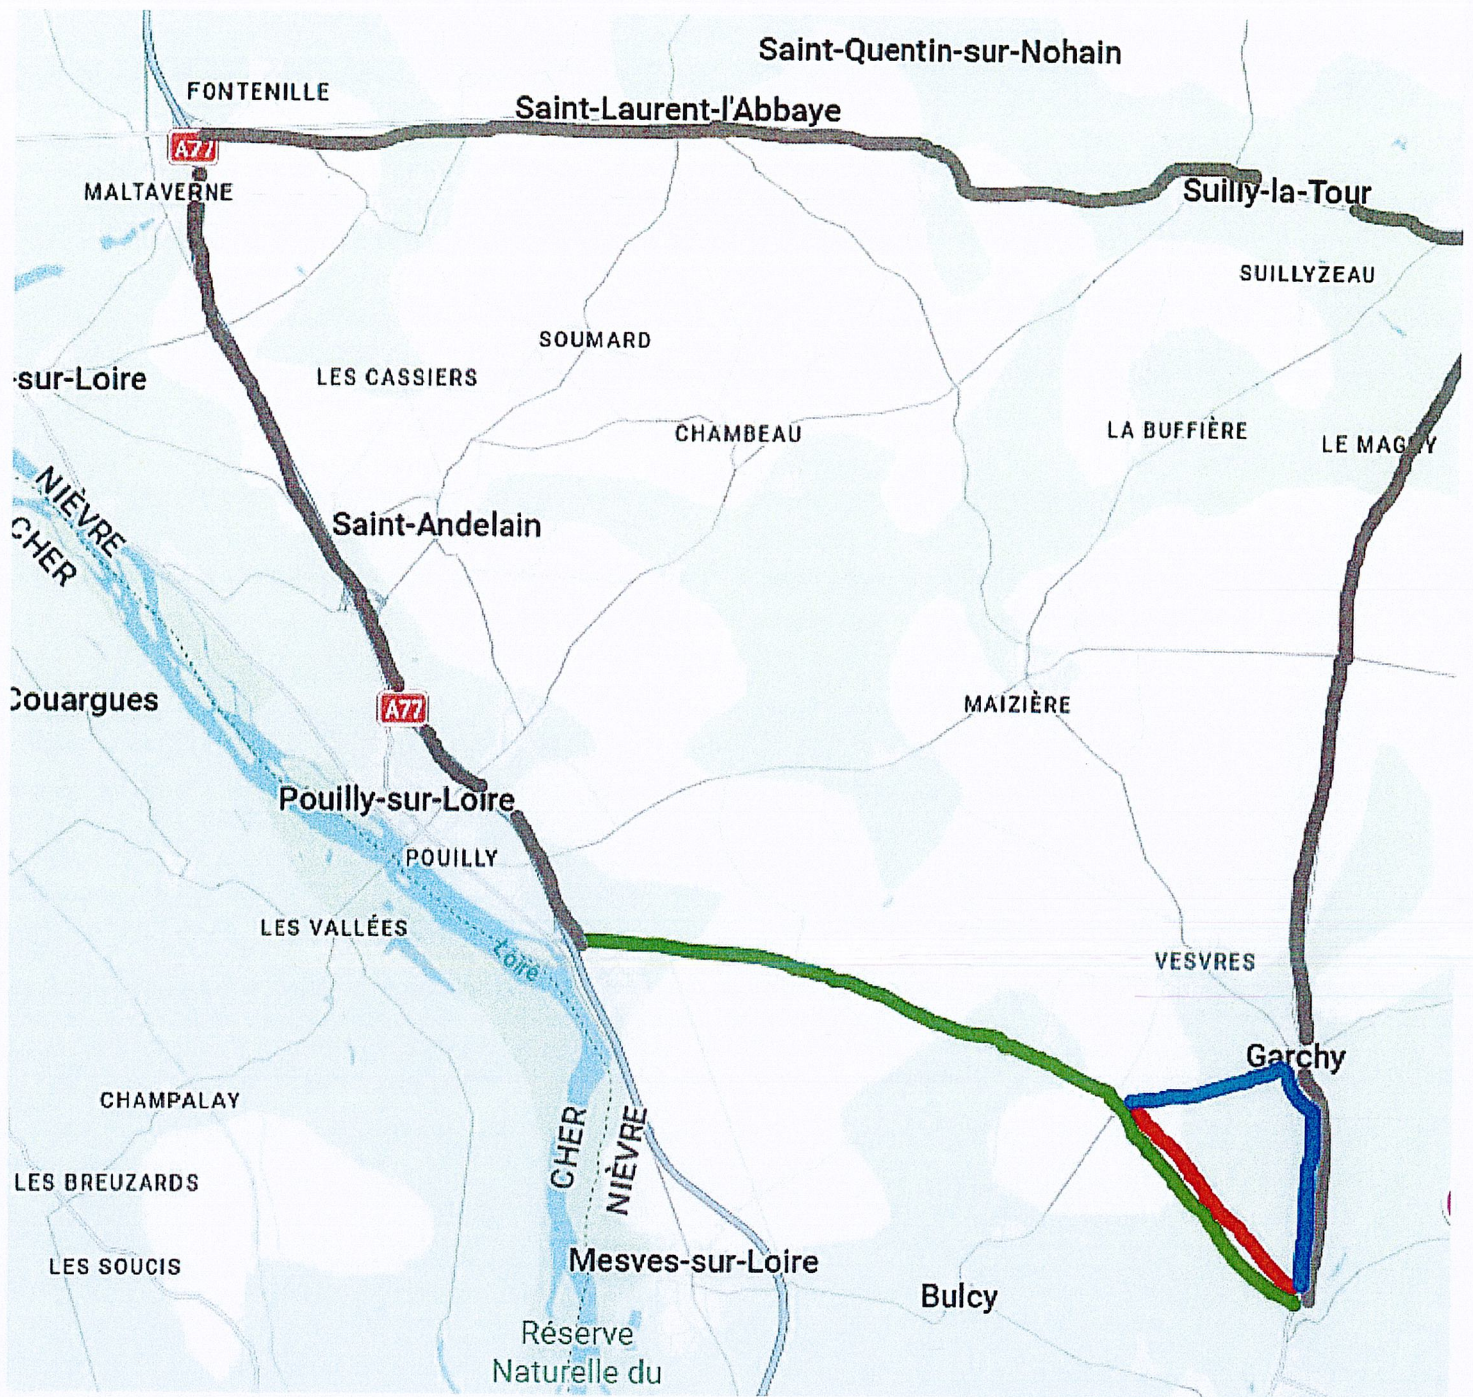 Saint-Quentin-sur-Nohain
FONTENILLE
Saint-Laurent-l'Abbaye
A77
MALTAVERNE
Suilly-la-Tour
SUILLYZEAU
SOUMARD
-sur-Loire
LES CASSIERS
CHAMBEAU
LA BUFFIÈRE
LE MAGNY
NIÈVRE
CHER
Saint-Andelain
Couargues
A77
MAIZIÈRE
Pouilly-sur-Loire
POUILLY
LES VALLÉES
Loire
VESVRES
Garchy
CHAMPALAY
CHER
NIÈVRE
LES BREUZARDS
LES SOUCIS
Mesves-sur-Loire
Bulcy
Réserve
Naturelle du